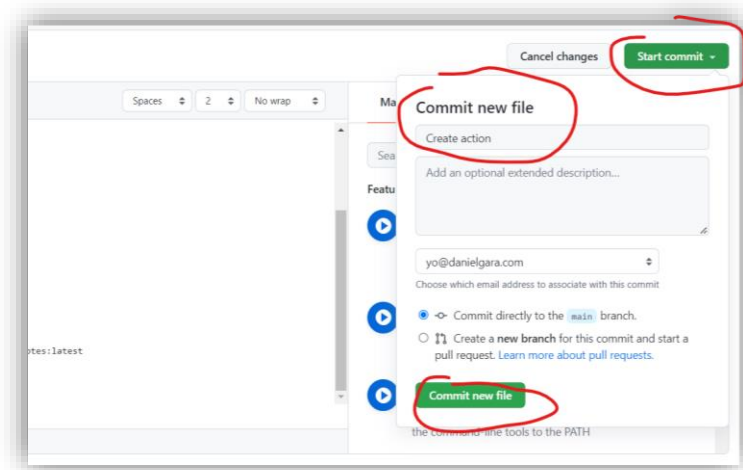 Cancel changes
Start commit
Spaces
2
No wrap
Ma
Commit new file
Create action
Sea
Add an optional extended description...
Featu
yo@danielgara.com
Choose which email address to associate with this commit
Commit directly to the main branch.
Create a new branch for this commit and start a
pull request. Learn more about pull requests.
otes:latest
Commit new file
the command-line tools to the PATH